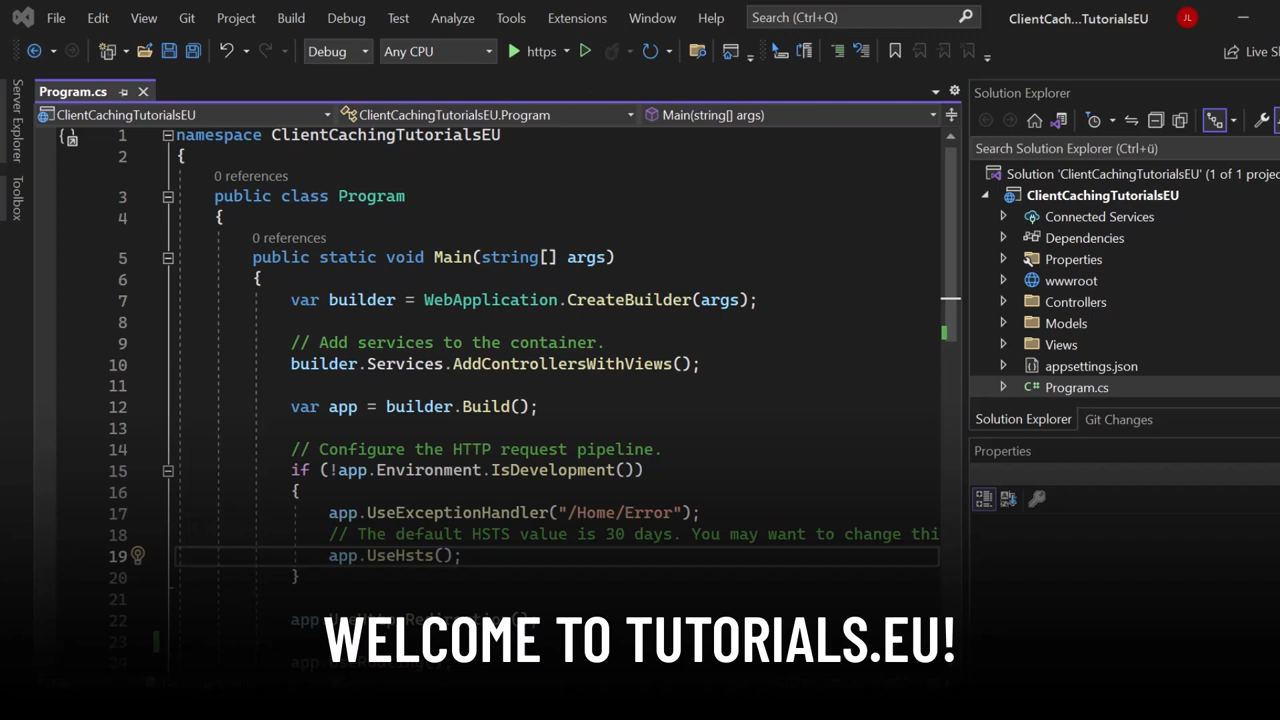 File Edit View Git Project Build Debug Test Analyze Tools Extensions Window Help Search (Ctrl+Q) ClientCach...TutorialsEU JL
Debug Any CPU https Live Sh
Server Explorer
Toolbox
Program.cs
ClientCachingTutorialsEU ClientCachingTutorialsEU.Program Main(string[] args)
1 namespace ClientCachingTutorialsEU
2 {
0 references
3 public class Program
4 {
0 references
5 public static void Main(string[] args)
6 {
7 var builder = WebApplication.CreateBuilder(args);
8
9 // Add services to the container.
10 builder.Services.AddControllersWithViews();
11
12 var app = builder.Build();
13
14 // Configure the HTTP request pipeline.
15 if (!app.Environment.IsDevelopment())
16 {
17 app.UseExceptionHandler("/Home/Error");
18 // The default HSTS value is 30 days. You may want to change thi
19 app.UseHsts();
20 }
21
22 app
23
24
WELCOME TO TUTORIALS.EU!
Solution Explorer
Search Solution Explorer (Ctrl+ü)
Solution 'ClientCachingTutorialsEU' (1 of 1 proje
ClientCachingTutorialsEU
Connected Services
Dependencies
Properties
wwwroot
Controllers
Models
Views
appsettings.json
C# Program.cs
Solution Explorer Git Changes
Properties